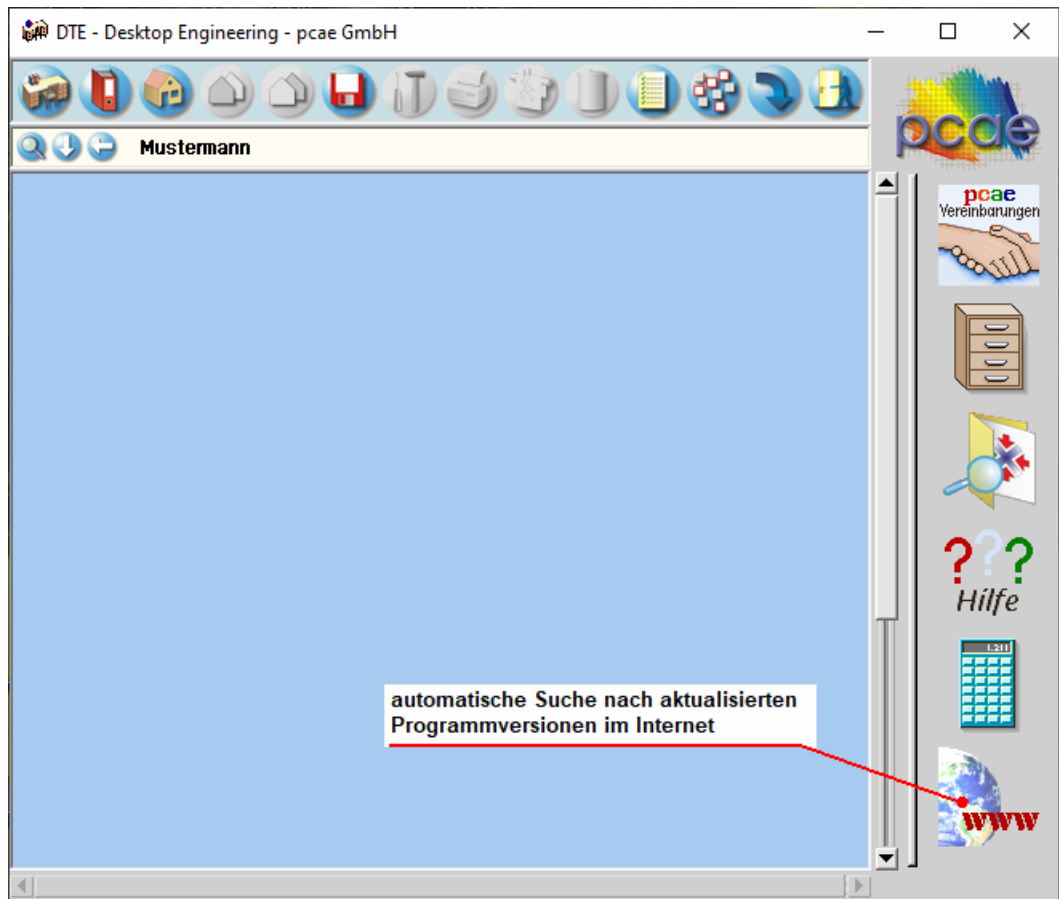 DTE - Desktop Engineering - pcae GmbH
pcae
Mustermann
pcae
Vereinbarungen
???
Hilfe
1.211
automatische Suche nach aktualisierten
Programmversionen im Internet
www